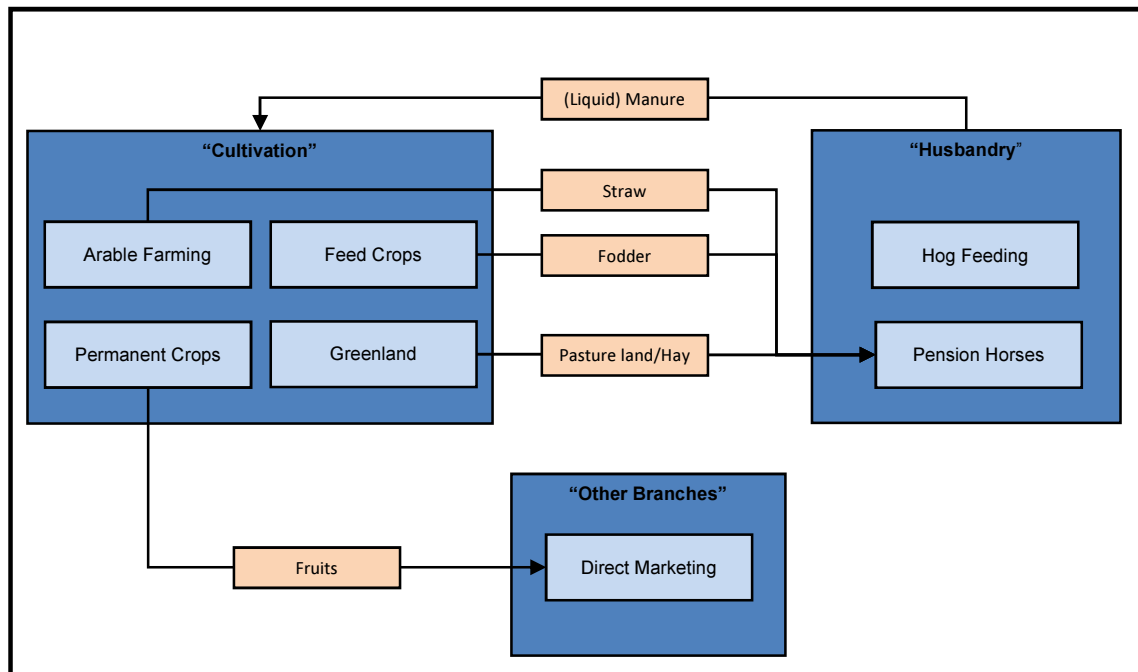 (Liquid) Manure
“Cultivation”
“Husbandry”
Straw
Arable Farming
Feed Crops
Fodder
Hog Feeding
Permanent Crops
Greenland
Pasture land/Hay
Pension Horses
“Other Branches”
Fruits
Direct Marketing